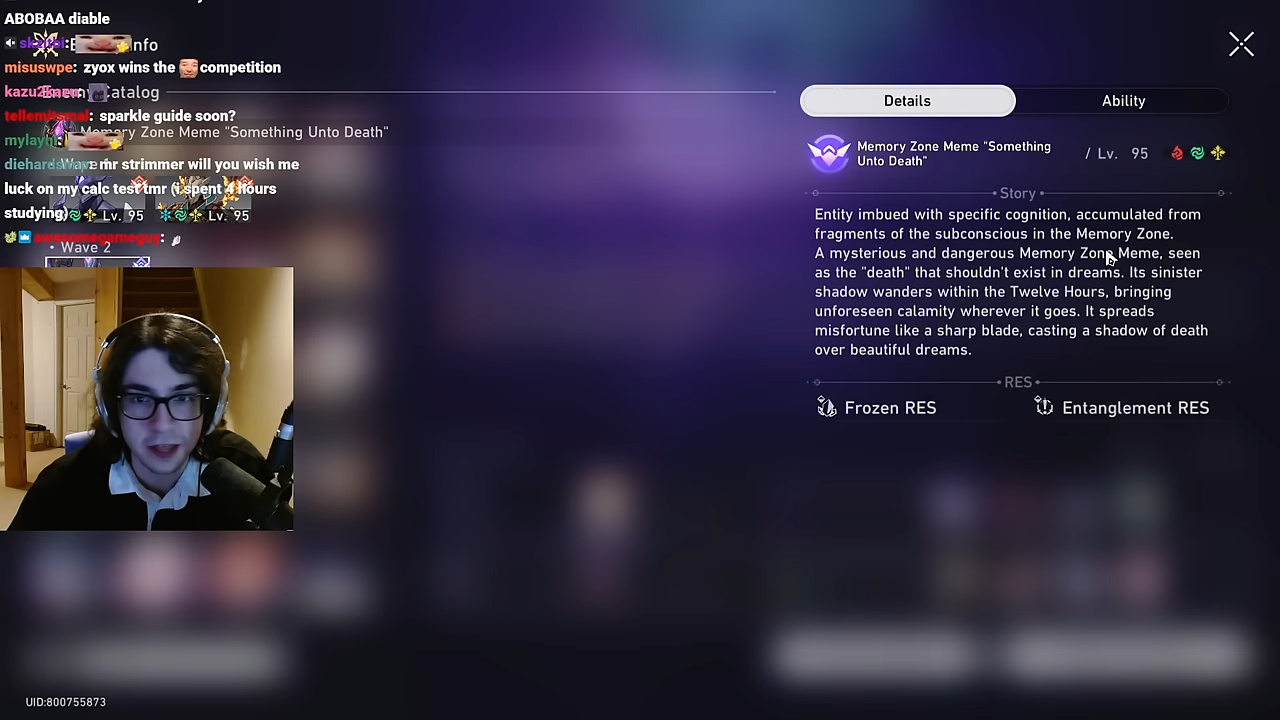 ABOBAA diable
skzttbi:
nfo
misuswpe: zyox wins the competition
Enemy Catalog
tellemitsmal: sparkle guide soon?
Memory Zone Meme "Something Unto Death"
mylayhi:
mr strimmer will you wish me
luck on my calc test tmr (i spent 4 hours
studying)
Lv. 95
Lv. 95
awesomegameguy:
• Wave 2
Details
Ability
Memory Zone Meme "Something
Unto Death"
/ Lv. 95
Story
Entity imbued with specific cognition, accumulated from
fragments of the subconscious in the Memory Zone.
A mysterious and dangerous Memory Zone Meme, seen
as the "death" that shouldn't exist in dreams. Its sinister
shadow wanders within the Twelve Hours, bringing
unforeseen calamity wherever it goes. It spreads
misfortune like a sharp blade, casting a shadow of death
over beautiful dreams.
RES
Frozen RES
Entanglement RES
UID:800755873